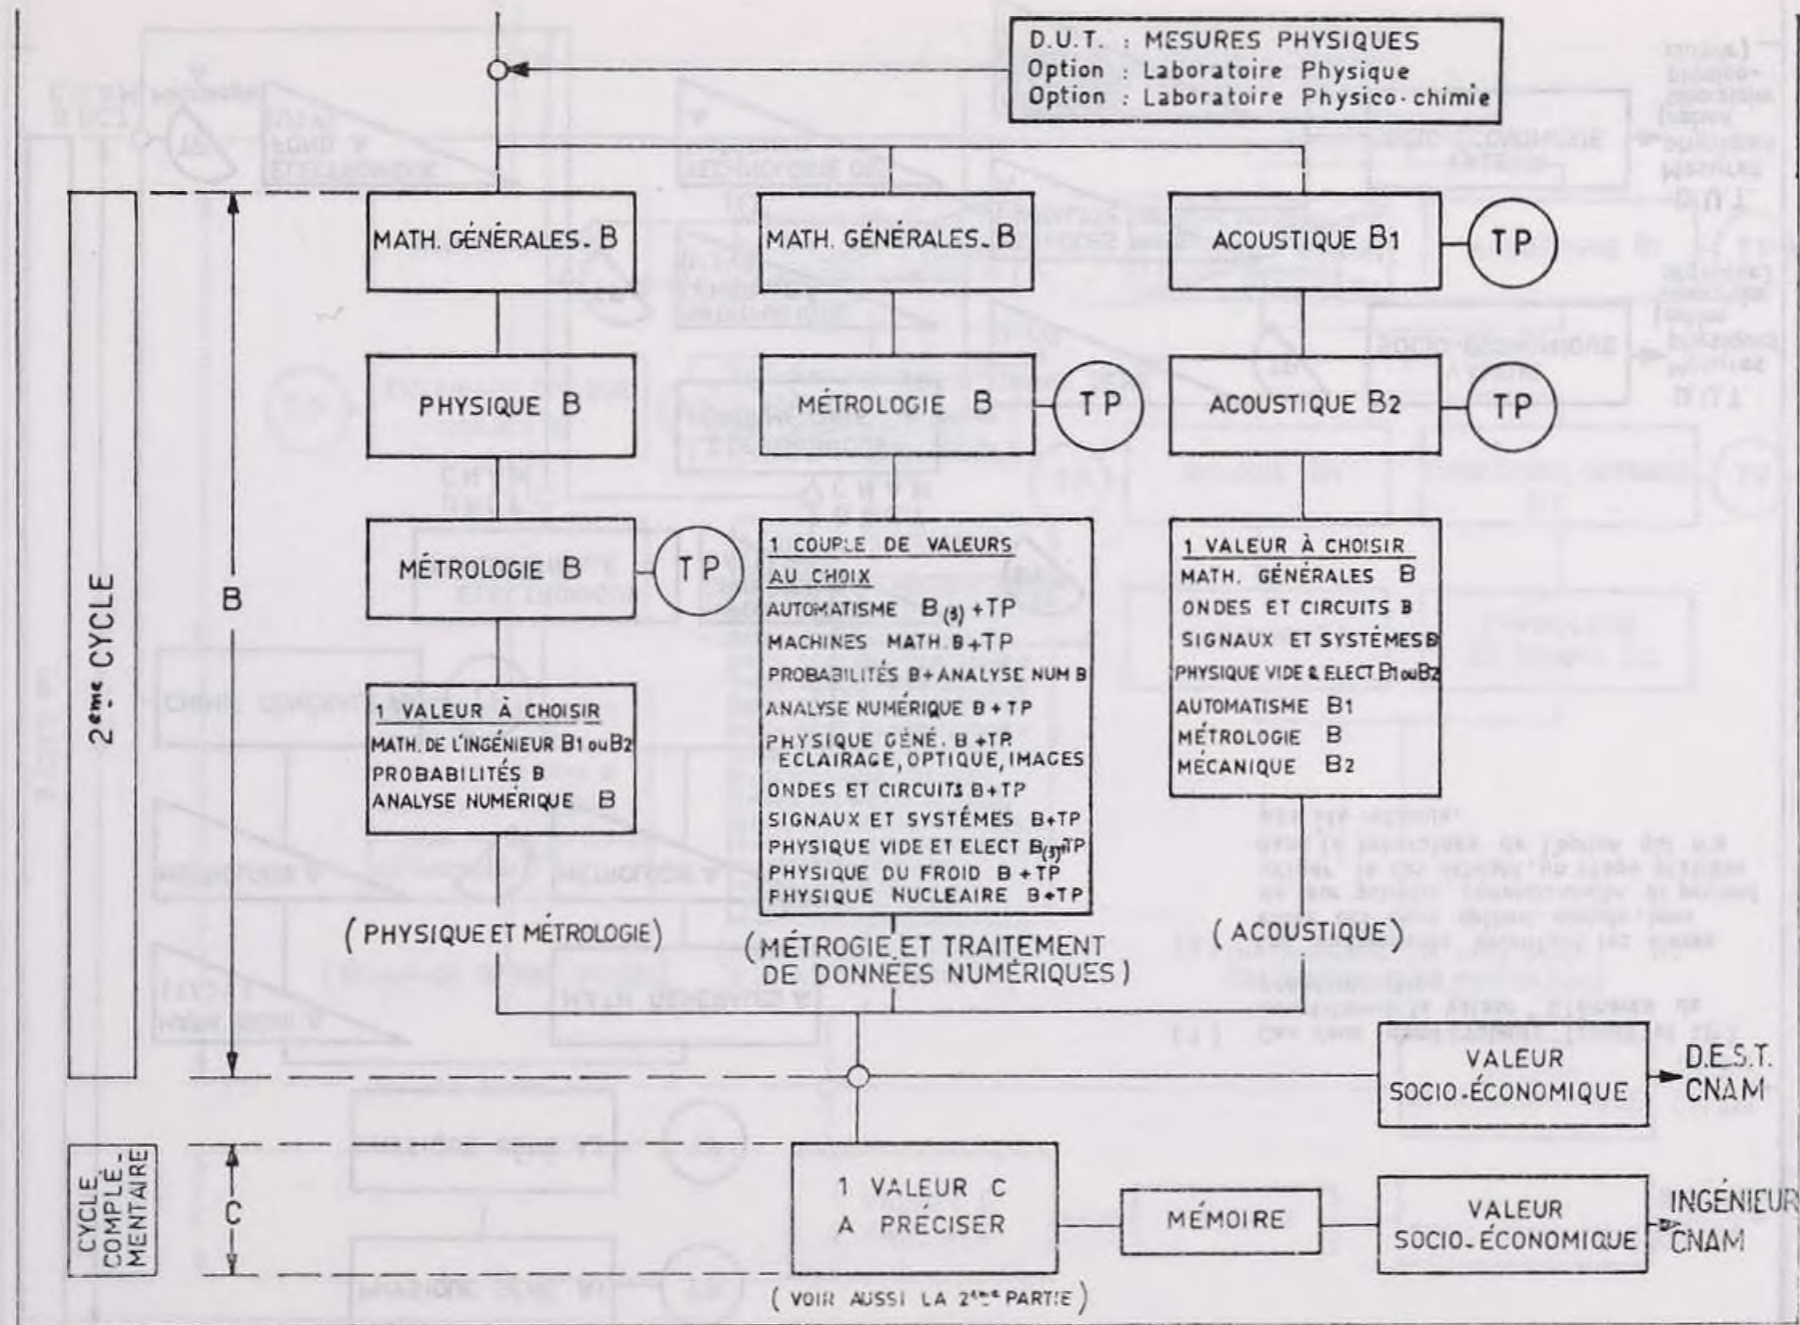 D.U.T. : MESURES PHYSIQUES
Option : Laboratoire Physique
Option : Laboratoire Physico-chimie
2eme CYCLE
B
MATH. GÉNÉRALES. B
PHYSIQUE B
MÉTROLOGIE B
TP
1 VALEUR À CHOISIR
MATH. DE L'INGÉNIEUR B1 ou B2
PROBABILITÉS B
ANALYSE NUMÉRIQUE B
(PHYSIQUE ET MÉTROLOGIE)
MATH. GÉNÉRALES. B
MÉTROLOGIE B
TP
1 COUPLE DE VALEURS
AU CHOIX
AUTOMATISME B(3) + TP
MACHINES MATH. B + TP
PROBABILITÉS B + ANALYSE NUM B
ANALYSE NUMÉRIQUE B + TP
PHYSIQUE GÉNÉ. B + TP
ECLAIRAGE, OPTIQUE, IMAGES
ONDES ET CIRCUITS B + TP
SIGNAUX ET SYSTÉMES B + TP
PHYSIQUE VIDE ET ELECT B(3)+TP
PHYSIQUE DU FROID B + TP
PHYSIQUE NUCLEAIRE B + TP
(MÉTROGIE ET TRAITEMENT
DE DONNÉES NUMÉRIQUES)
ACOUSTIQUE B1
TP
ACOUSTIQUE B2
TP
1 VALEUR À CHOISIR
MATH. GÉNÉRALES B
ONDES ET CIRCUITS B
SIGNAUX ET SYSTÉMES B
PHYSIQUE VIDE & ELECT B1 ou B2
AUTOMATISME B1
MÉTROLOGIE B
MÉCANIQUE B2
(ACOUSTIQUE)
VALEUR
SOCIO-ÉCONOMIQUE
D.E.S.T.
CNAM
CYCLE
COMPLÉ-
MENTAIRE
C
1 VALEUR C
A PRÉCISER
MÉMOIRE
VALEUR
SOCIO-ÉCONOMIQUE
INGÉNIEUR
CNAM
(VOIR AUSSI LA 2eme PARTIE)